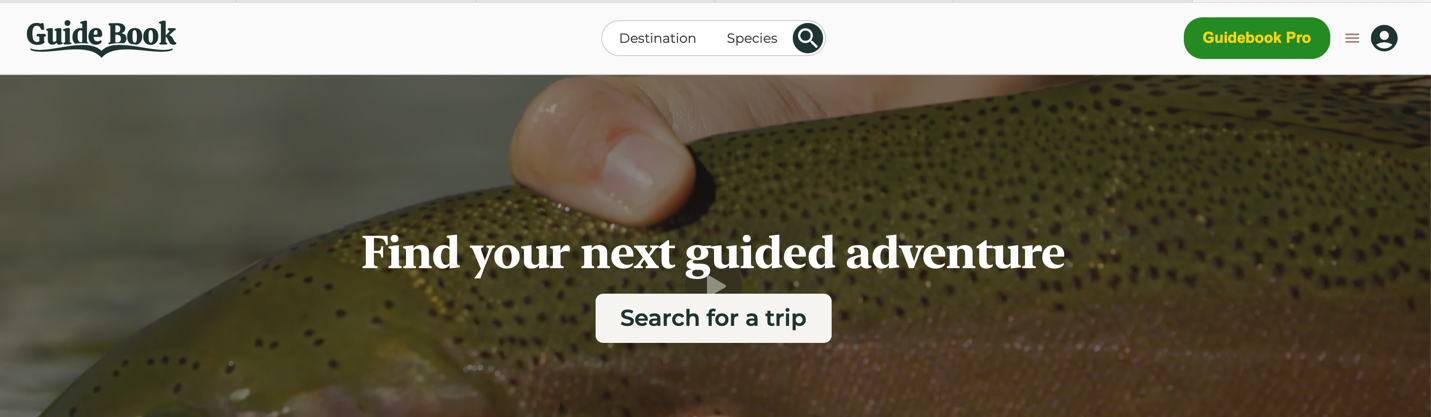 Guide Book
Destination Species
Guidebook Pro
Find your next guided adventure
Search for a trip